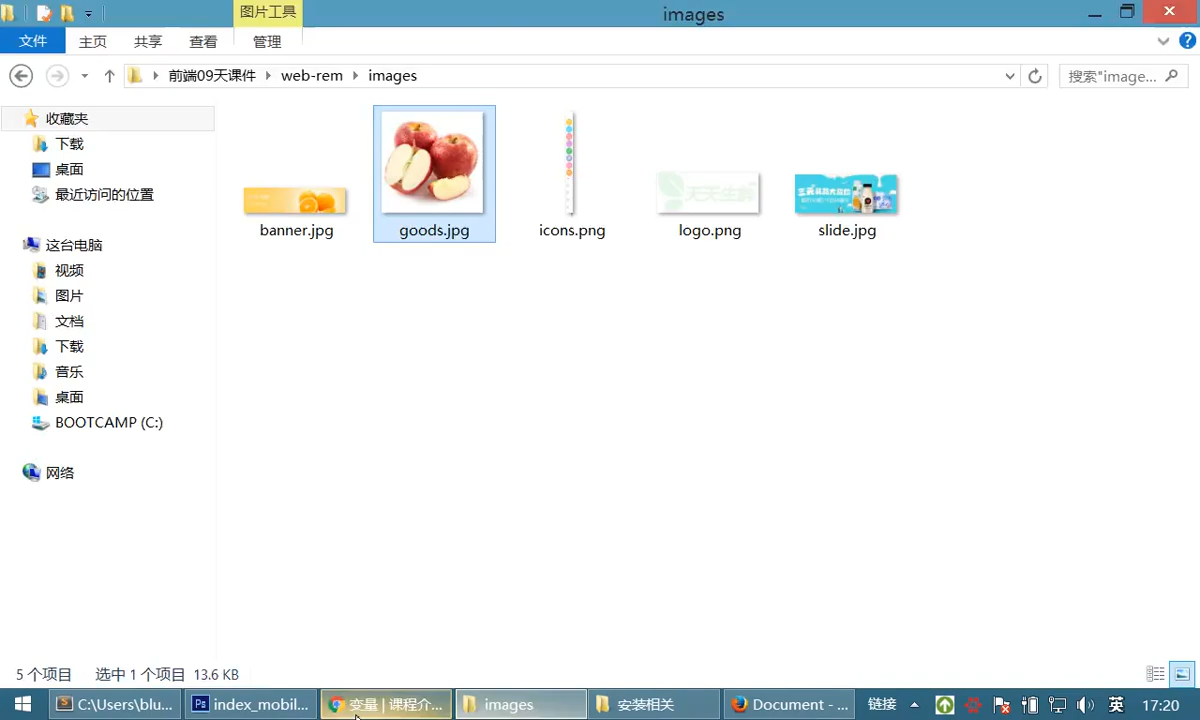 图片工具
images
文件
主页
共享
查看
管理
前端09天课件
web-rem
images
搜索"image...
收藏夹
下载
桌面
最近访问的位置
这台电脑
视频
图片
文档
下载
音乐
桌面
BOOTCAMP (C:)
网络
天天生鲜
banner.jpg
goods.jpg
icons.png
logo.png
slide.jpg
5 个项目
选中 1 个项目 13.6 KB
C:\Users\blu...
Ps index_mobil...
变量 | 课程介...
images
安装相关
Document - ...
链接
英
17:20